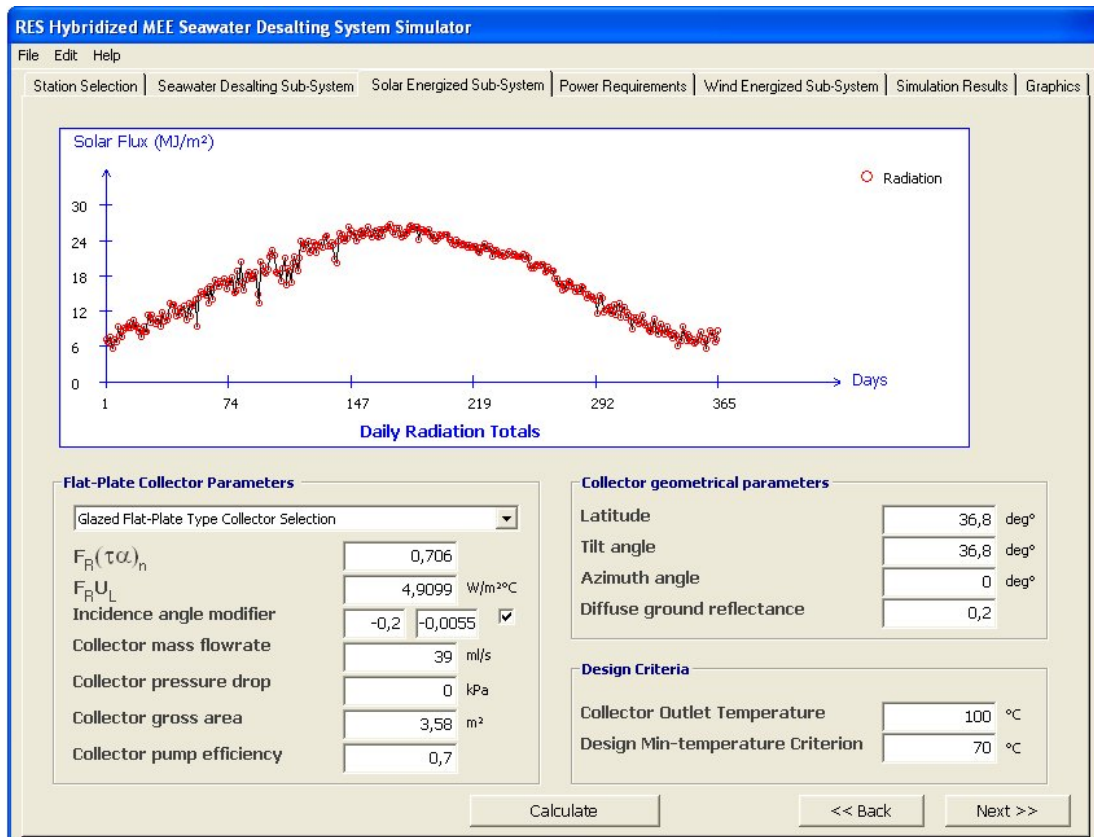 RES Hybridized MEE Seawater Desalting System Simulator
File Edit Help
Station Selection Seawater Desalting Sub-System Solar Energized Sub-System Power Requirements Wind Energized Sub-System Simulation Results Graphics
Solar Flux (MJ/m²)
Radiation
30
24
18
12
6
0
Days
1 74 147 219 292 365
Daily Radiation Totals
Flat-Plate Collector Parameters
Glazed Flat-Plate Type Collector Selection
F_R(τα)_n 0,706
F_RU_L 4,9099 W/m²°C
Incidence angle modifier -0,2 -0,0055
Collector mass flowrate 39 ml/s
Collector pressure drop 0 kPa
Collector gross area 3,58 m²
Collector pump efficiency 0,7
Collector geometrical parameters
Latitude 36,8 deg°
Tilt angle 36,8 deg°
Azimuth angle 0 deg°
Diffuse ground reflectance 0,2
Design Criteria
Collector Outlet Temperature 100 °C
Design Min-temperature Criterion 70 °C
Calculate << Back Next >>